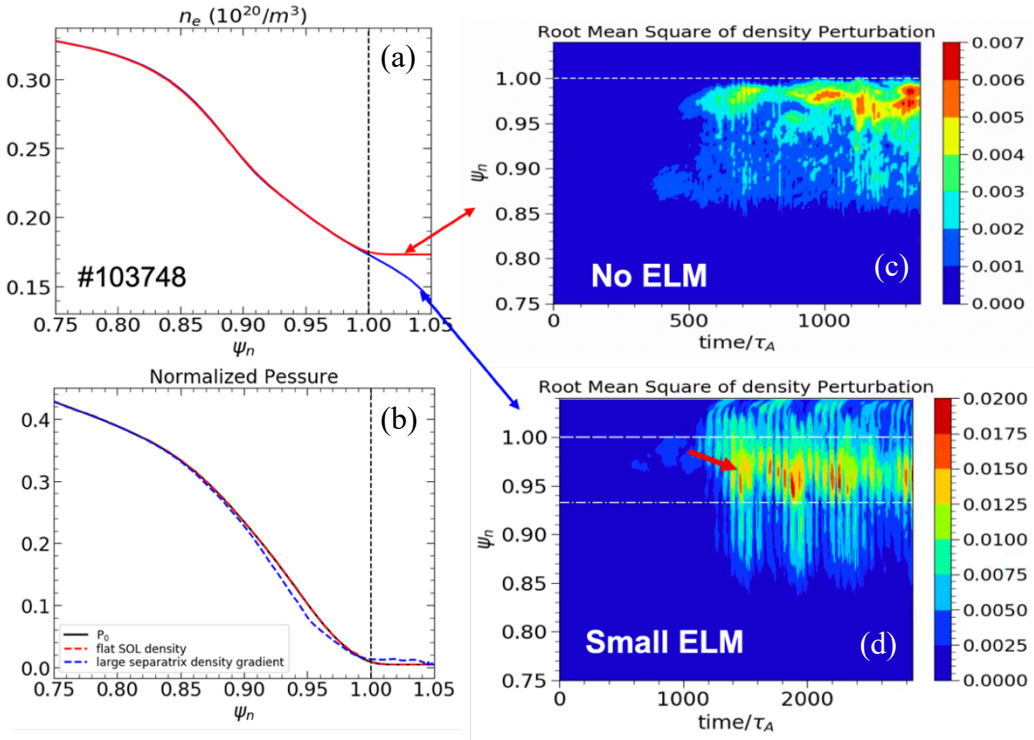 n_e (10^20/m^3)
(a)
0.30
0.25
0.20
0.15
#103748
0.75 0.80 0.85 0.90 0.95 1.00 1.05
ψ_n
Root Mean Square of density Perturbation
1.00
0.95
ψ_n
0.90
0.85
0.80
0.75
No ELM
(c)
0 500 1000
time/τ_A
0.007
0.006
0.005
0.004
0.003
0.002
0.001
0.000
Normalized Pessure
(b)
0.4
0.3
0.2
0.1
0.0
P_0
flat SOL density
large separatrix density gradient
0.75 0.80 0.85 0.90 0.95 1.00 1.05
ψ_n
Root Mean Square of density Perturbation
1.00
0.95
ψ_n
0.90
0.85
0.80
0.75
Small ELM
(d)
0 1000 2000
time/τ_A
0.0200
0.0175
0.0150
0.0125
0.0100
0.0075
0.0050
0.0025
0.0000